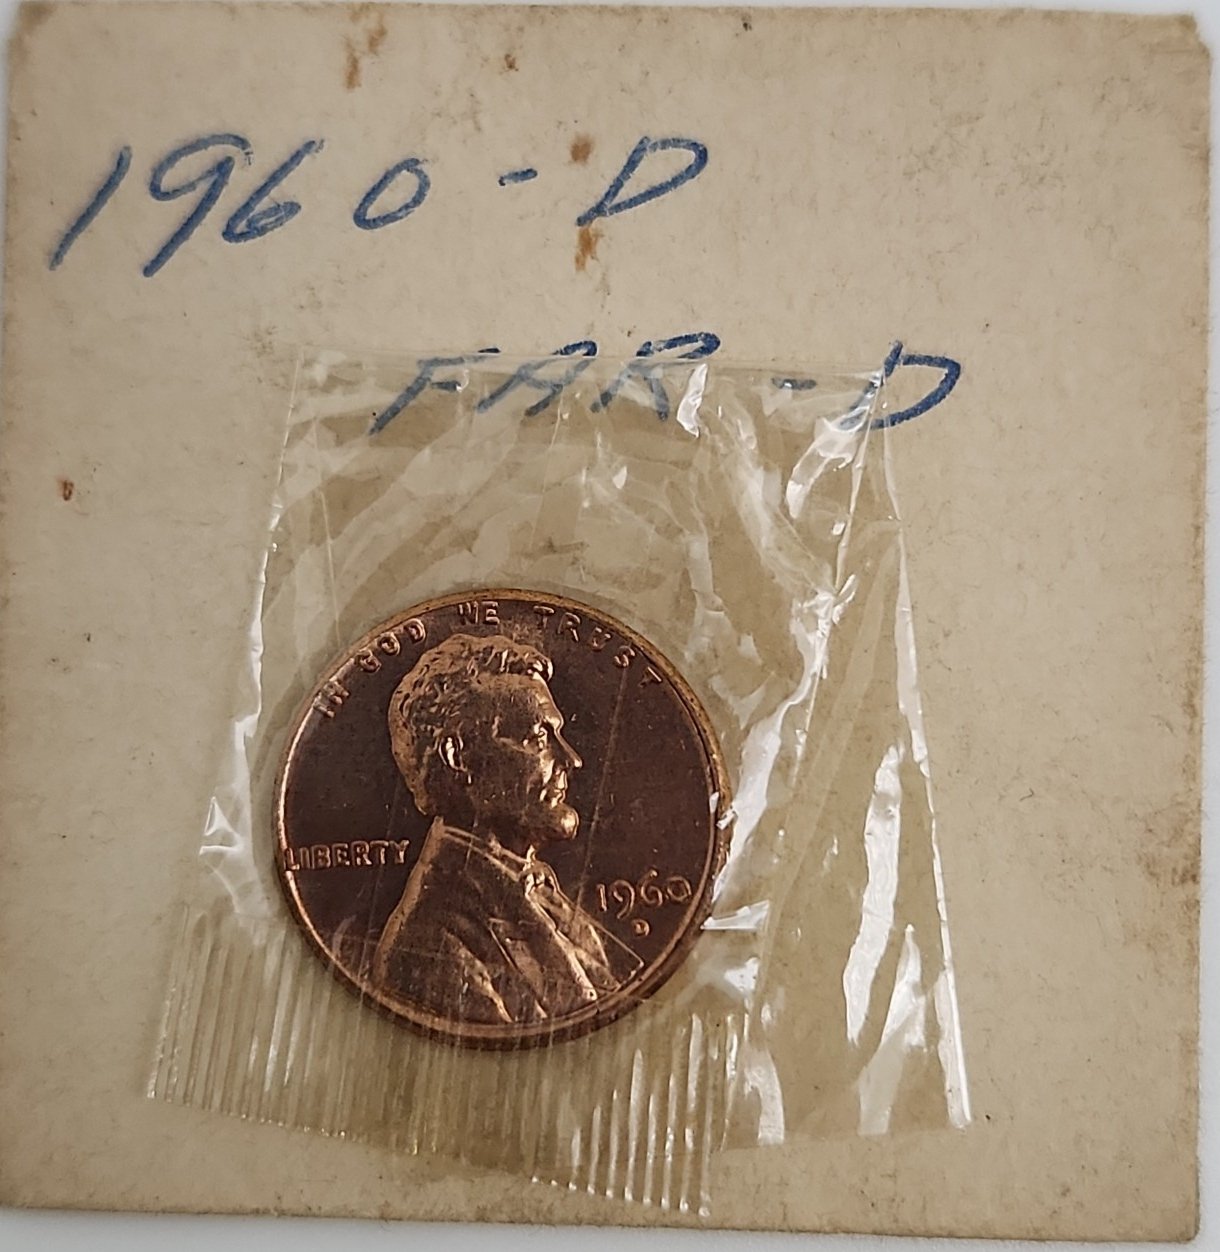 1960-D
FAR-D
IN GOD WE TRUST
LIBERTY
1960
D